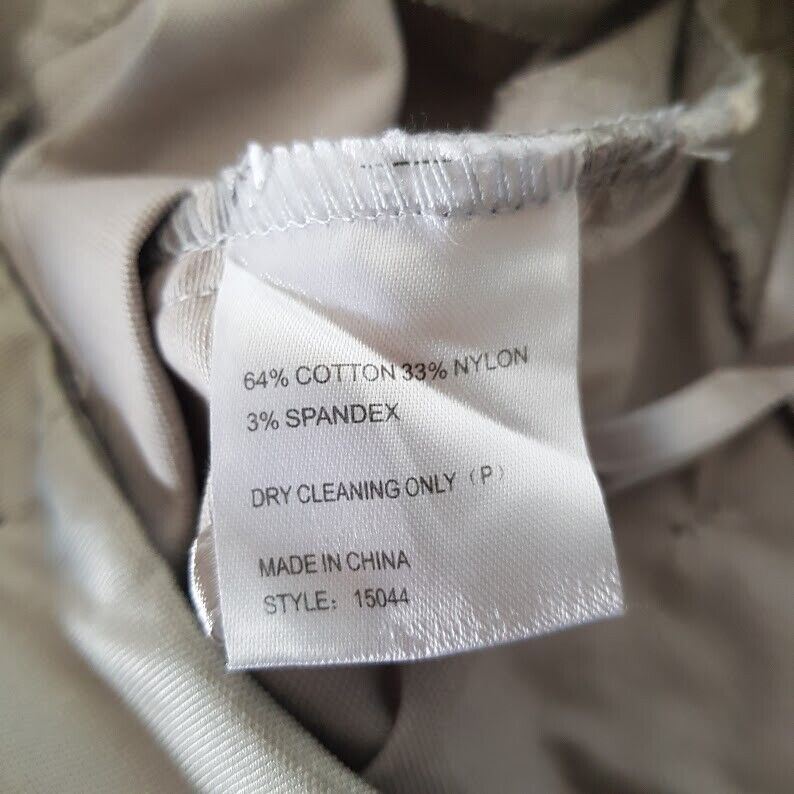 64% COTTON 33% NYLON
3% SPANDEX
DRY CLEANING ONLY（P）
MADE IN CHINA
STYLE：15044